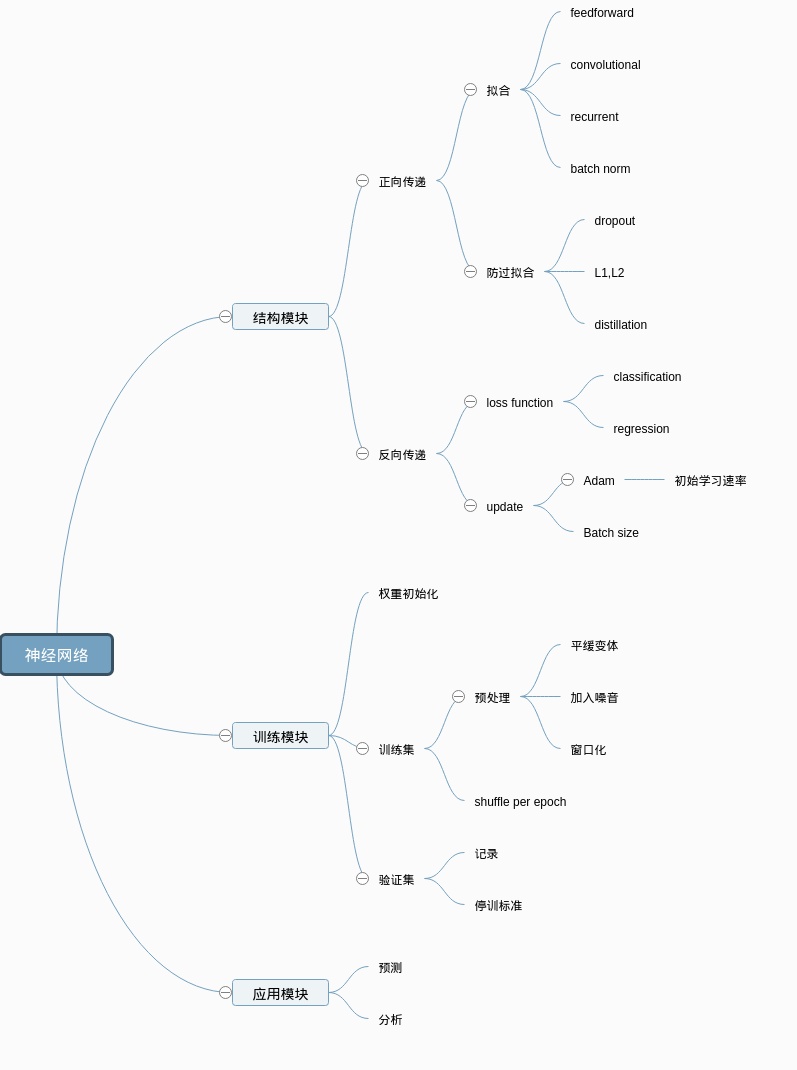 feedforward
convolutional
拟合
recurrent
batch norm
正向传递
dropout
防过拟合
L1,L2
distillation
结构模块
classification
loss function
regression
反向传递
Adam
初始学习速率
update
Batch size
权重初始化
神经网络
平缓变体
预处理
加入噪音
训练模块
训练集
窗口化
shuffle per epoch
记录
验证集
停训标准
预测
应用模块
分析